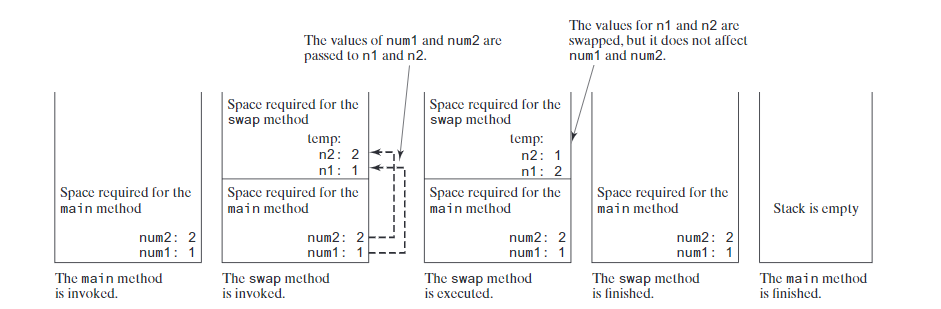 The values of num1 and num2 are
passed to n1 and n2.
The values for n1 and n2 are
swapped, but it does not affect
num1 and num2.
Space required for the
main method
num2: 2
num1: 1
The main method
is invoked.
Space required for the
swap method
temp:
n2: 2
n1: 1
Space required for the
main method
num2: 2
num1: 1
The swap method
is invoked.
Space required for the
swap method
temp:
n2: 1
n1: 2
Space required for the
main method
num2: 2
num1: 1
The swap method
is executed.
Space required for the
main method
num2: 2
num1: 1
The swap method
is finished.
Stack is empty
The main method
is finished.